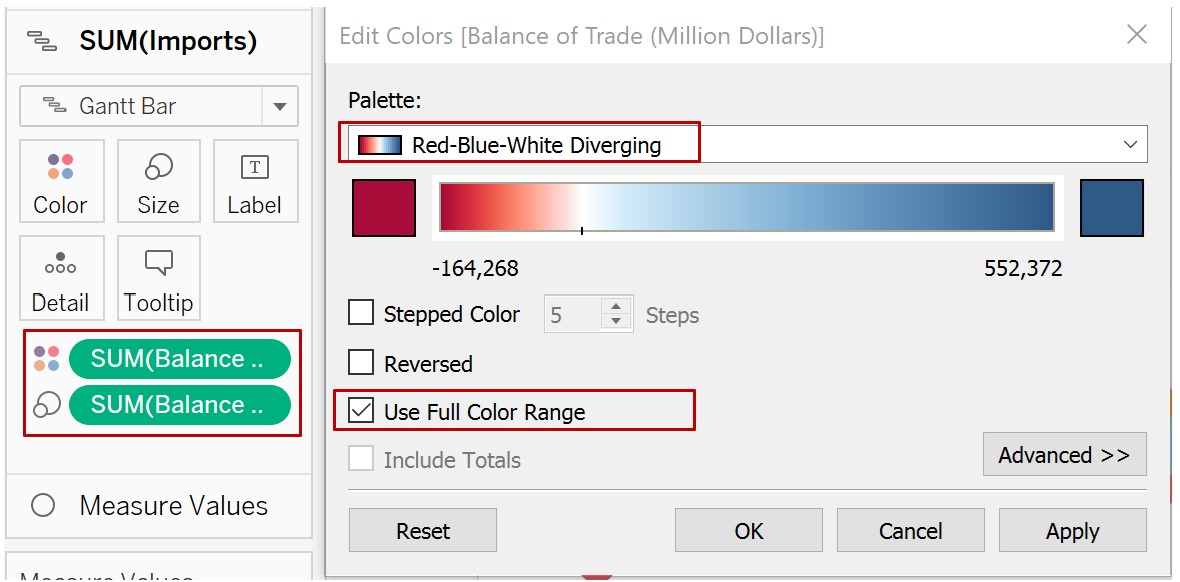 SUM(Imports)
Gantt Bar
Color
Size
T
Label
Detail
Tooltip
SUM(Balance ..
SUM(Balance ..
Measure Values
Measure Values
Edit Colors [Balance of Trade (Million Dollars)]
Palette:
Red-Blue-White Diverging
-164,268
552,372
Stepped Color
5
Steps
Reversed
Use Full Color Range
Include Totals
Advanced >>
Reset
OK
Cancel
Apply